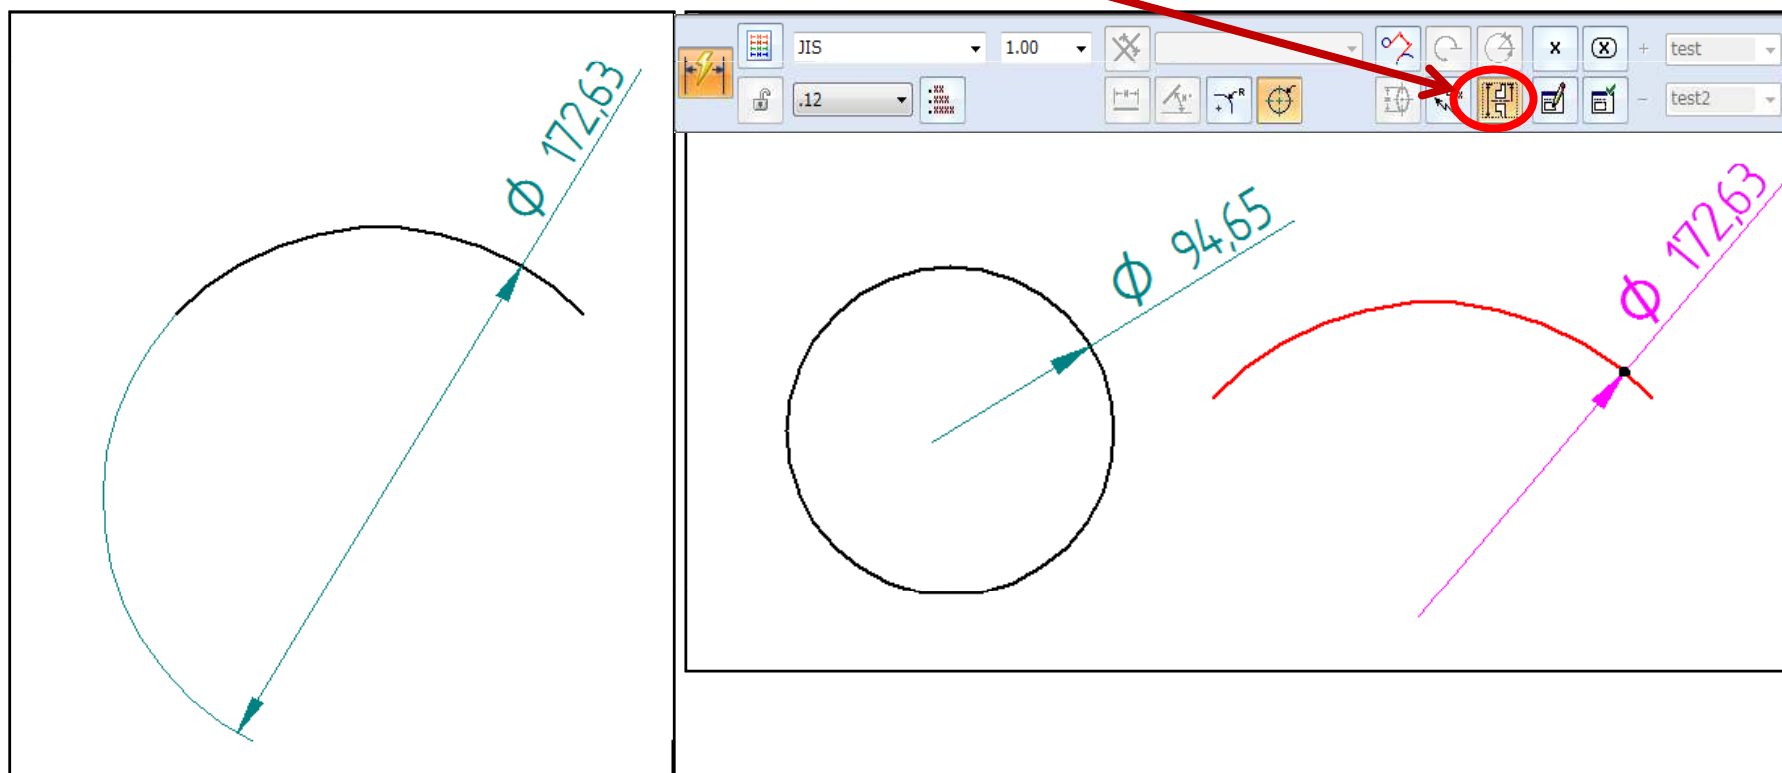 JIS
1.00
x
(x)
+
test
.12
R
−
test2
ϕ 172,63
ϕ 94,65
ϕ 172,63